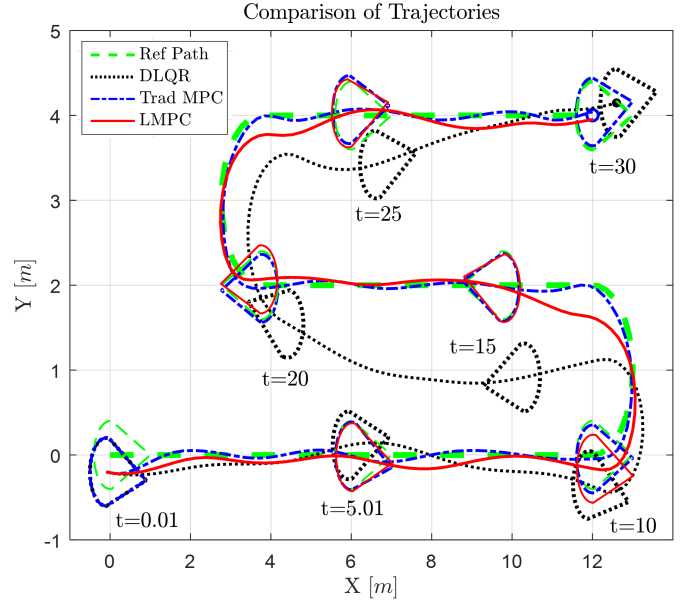 Comparison of Trajectories
5
4
3
2
1
0
-1
Y [m]
Ref Path
DLQR
Trad MPC
LMPC
t=30
t=25
t=15
t=20
t=5.01
t=0.01
t=10
0
2
4
6
8
10
12
X [m]